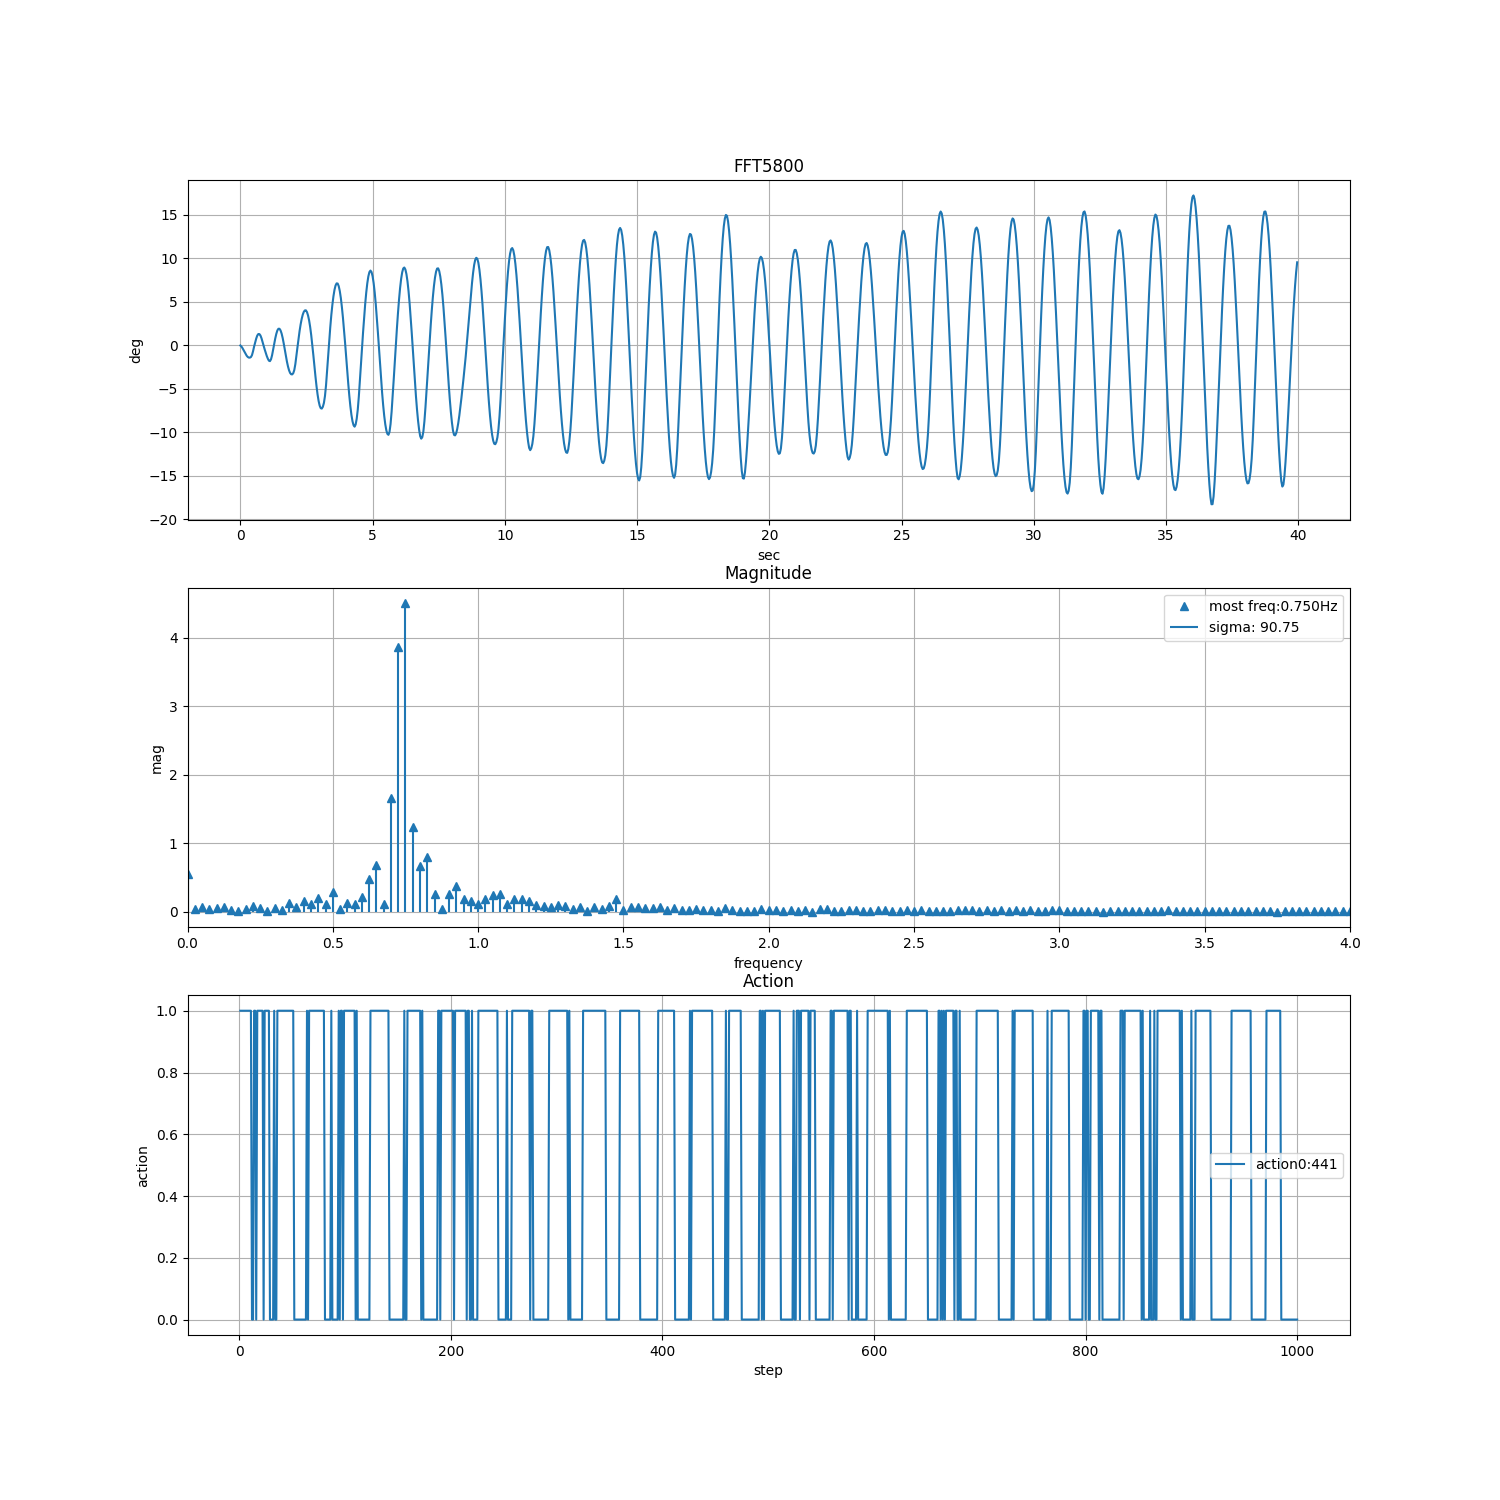 FFT5800
15
10
5
0
−5
−10
−15
−20
deg
0 5 10 15 20 25 30 35 40
sec
Magnitude
most freq:0.750Hz
sigma: 90.75
4
3
2
1
0
mag
0.0 0.5 1.0 1.5 2.0 2.5 3.0 3.5 4.0
frequency
Action
1.0
0.8
0.6
0.4
0.2
0.0
action
action0:441
0 200 400 600 800 1000
step